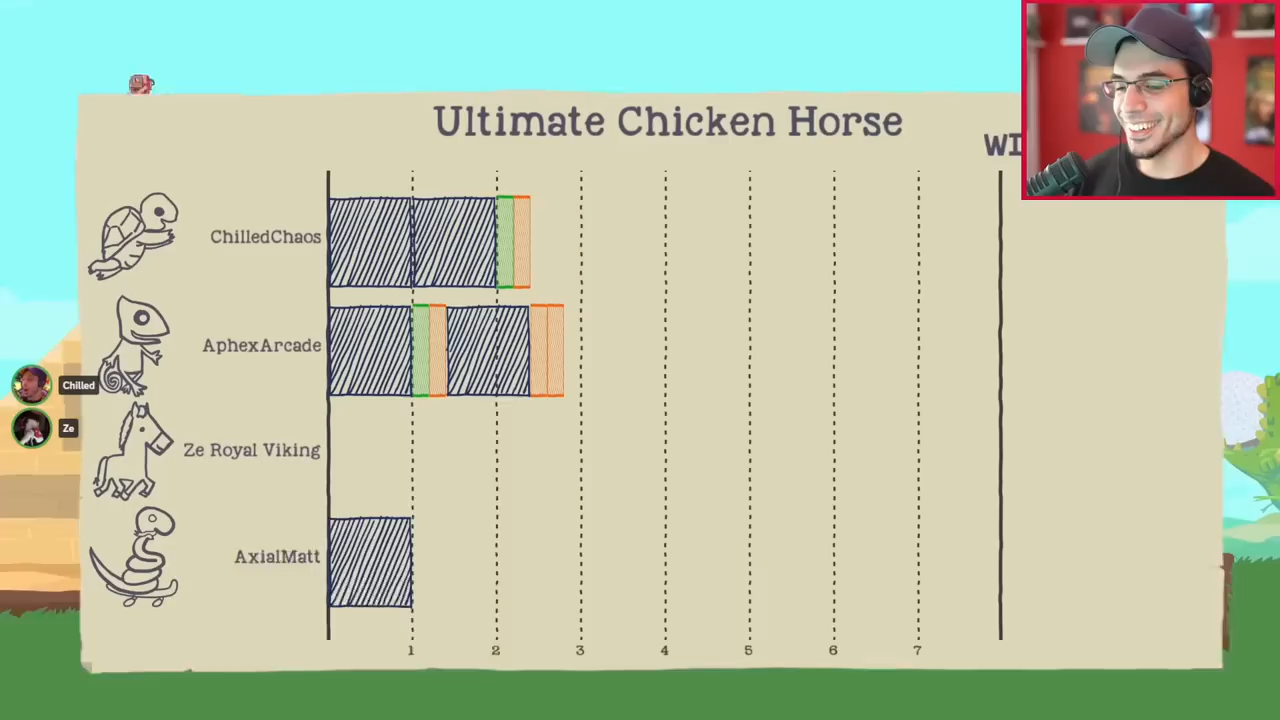 Ultimate Chicken Horse
WI
ChilledChaos
AphexArcade
Chilled
Ze
Ze Royal Viking
AxialMatt
1 2 3 4 5 6 7